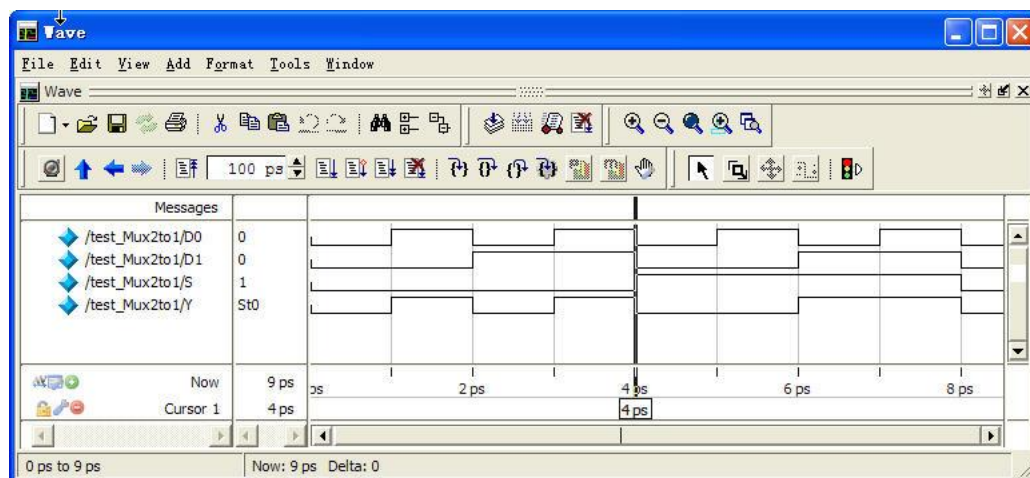 Wave
File Edit View Add Format Tools Window
Wave
100 ps
Messages
/test_Mux2to1/D0 0
/test_Mux2to1/D1 0
/test_Mux2to1/S 1
/test_Mux2to1/Y St0
Now 9 ps ps 2 ps 4 ps 6 ps 8 ps
Cursor 1 4 ps 4 ps
0 ps to 9 ps Now: 9 ps Delta: 0